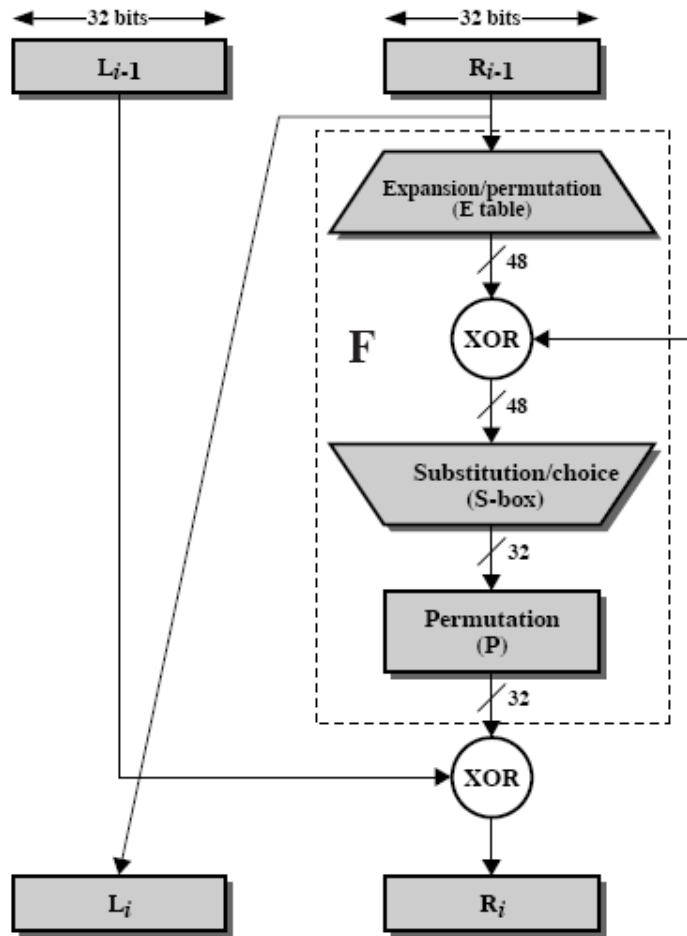 32 bits
32 bits
Li-1
Ri-1
Expansion/permutation
(E table)
48
F
XOR
48
Substitution/choice
(S-box)
32
Permutation
(P)
32
XOR
Li
Ri